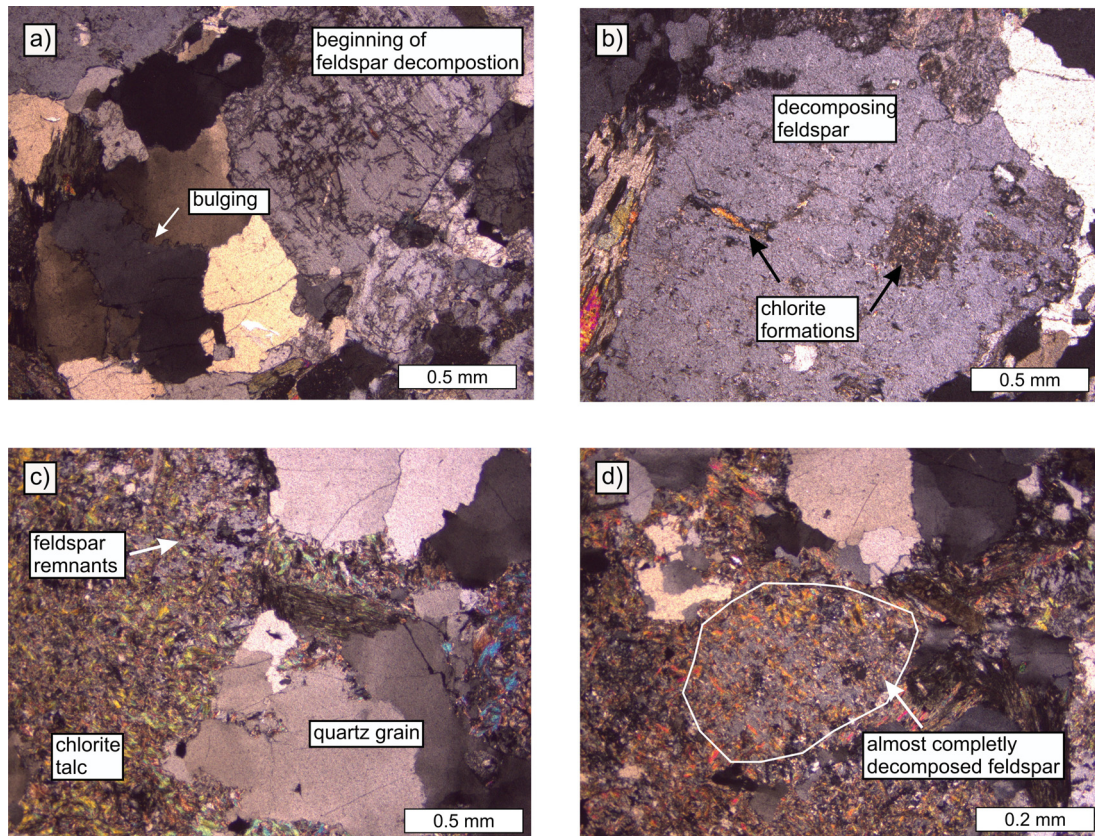 a)
beginning of
feldspar decompostion
bulging
0.5 mm
b)
decomposing
feldspar
chlorite
formations
0.5 mm
c)
feldspar
remnants
chlorite
talc
quartz grain
0.5 mm
d)
almost completly
decomposed feldspar
0.2 mm